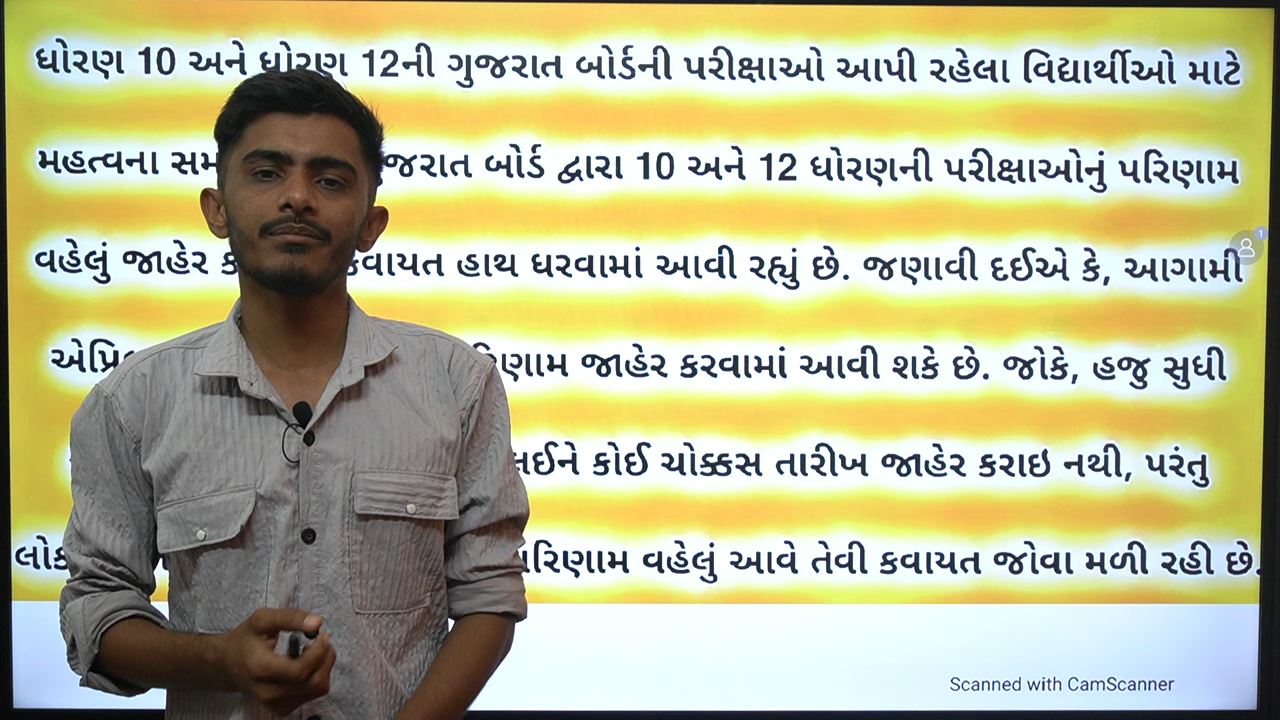 ધોરણ 10 અને ધોરણ 12ની ગુજરાત બોર્ડની પરીક્ષાઓ આપી રહેલા વિદ્યાર્થીઓ માટે
મહત્વના બોર્ડ દ્વારા 10 અને 12 ધોરણની પરીક્ષાઓનું પરિણામ
વહેલું જાહેર કવાયત હાથ ધરવામાં આવી રહ્યું છે. જણાવી દઈએ કે, આગામી
જાહેર કરવામાં આવી શકે છે. જોકે, હજુ સુધી
લઈને કોઈ ચોક્કસ તારીખ જાહેર કરાઇ નથી, પરંતુ
પરિણામ વહેલું આવે તેવી કવાયત જોવા મળી રહી છે.
1
Scanned with CamScanner